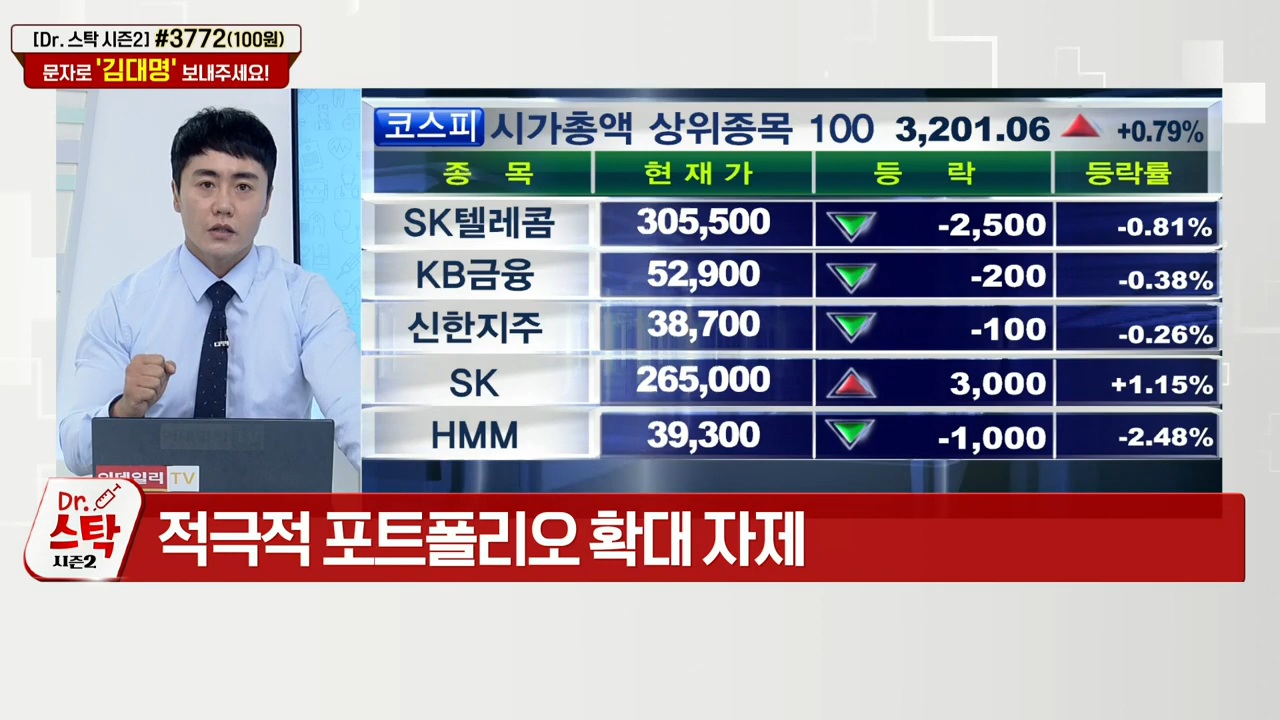 [Dr. 스탁 시즌2] #3772(100원)
문자로 '김대명' 보내주세요!
코스피 시가총액 상위종목 100 3,201.06 +0.79%
종 목 현 재 가 등 락 등락률
SK텔레콤 305,500 -2,500 -0.81%
KB금융 52,900 -200 -0.38%
신한지주 38,700 -100 -0.26%
SK 265,000 3,000 +1.15%
HMM 39,300 -1,000 -2.48%
이데일리 TV
Dr.
스탁
시즌2
적극적 포트폴리오 확대 자제